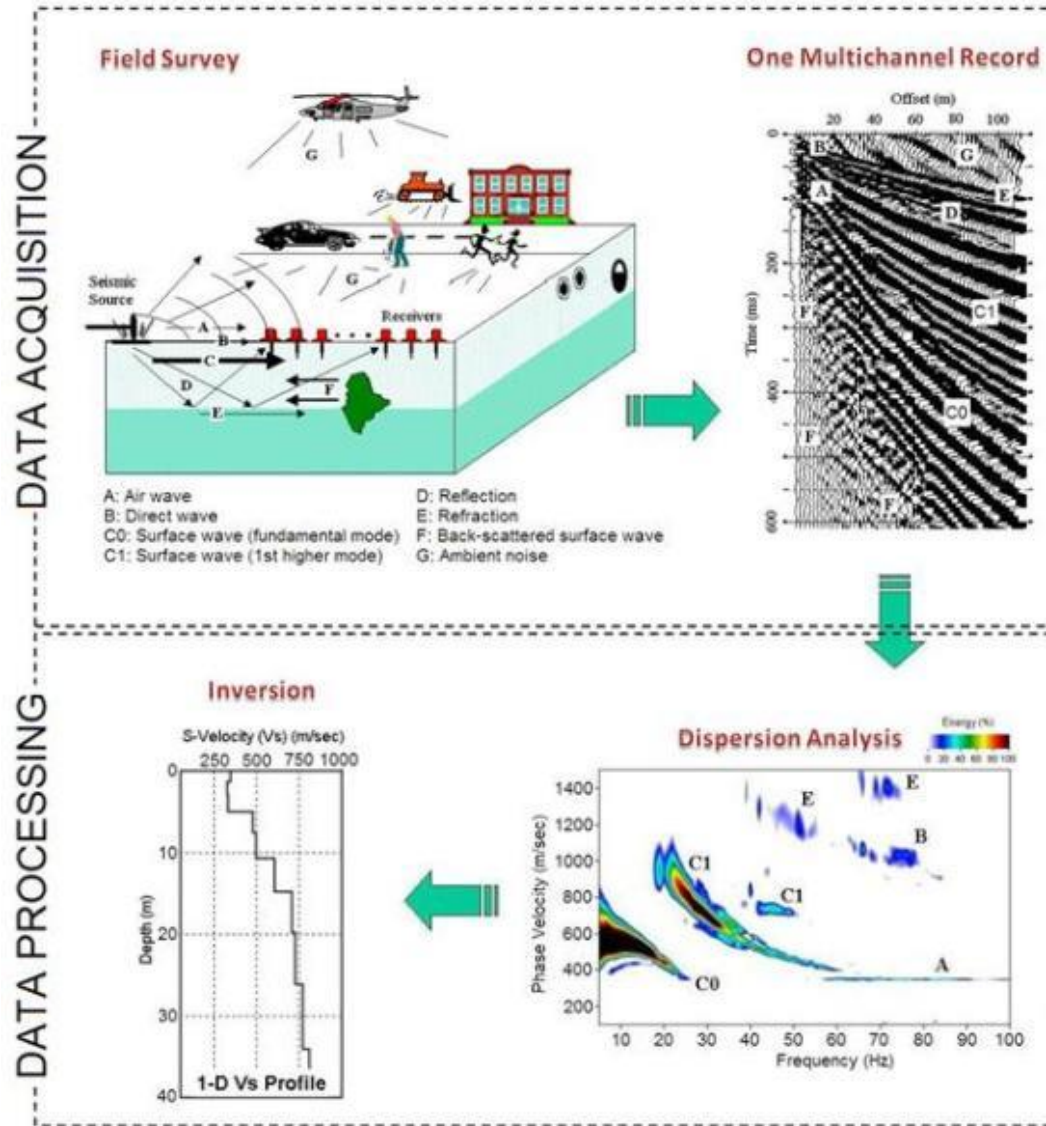 DATA ACQUISITION
Field Survey
G
G
Seismic
Source
Receivers
A
B
C
D
E
F
A: Air wave
B: Direct wave
C0: Surface wave (fundamental mode)
C1: Surface wave (1st higher mode)
D: Reflection
E: Refraction
F: Back-scattered surface wave
G: Ambient noise
One Multichannel Record
Offset (m)
20 40 60 80 100
Time (ms)
0
200
400
600
B
G
A
E
D
F
C1
C0
F
F
DATA PROCESSING
Inversion
S-Velocity (Vs) (m/sec)
250 500 750 1000
Depth (m)
0
10
20
30
40
1-D Vs Profile
Dispersion Analysis
Energy (%)
0 20 40 60 80 100
Phase Velocity (m/sec)
1400
1200
1000
800
600
400
200
E
E
B
C1
C1
A
C0
10 20 30 40 50 60 70 80 90 100
Frequency (Hz)